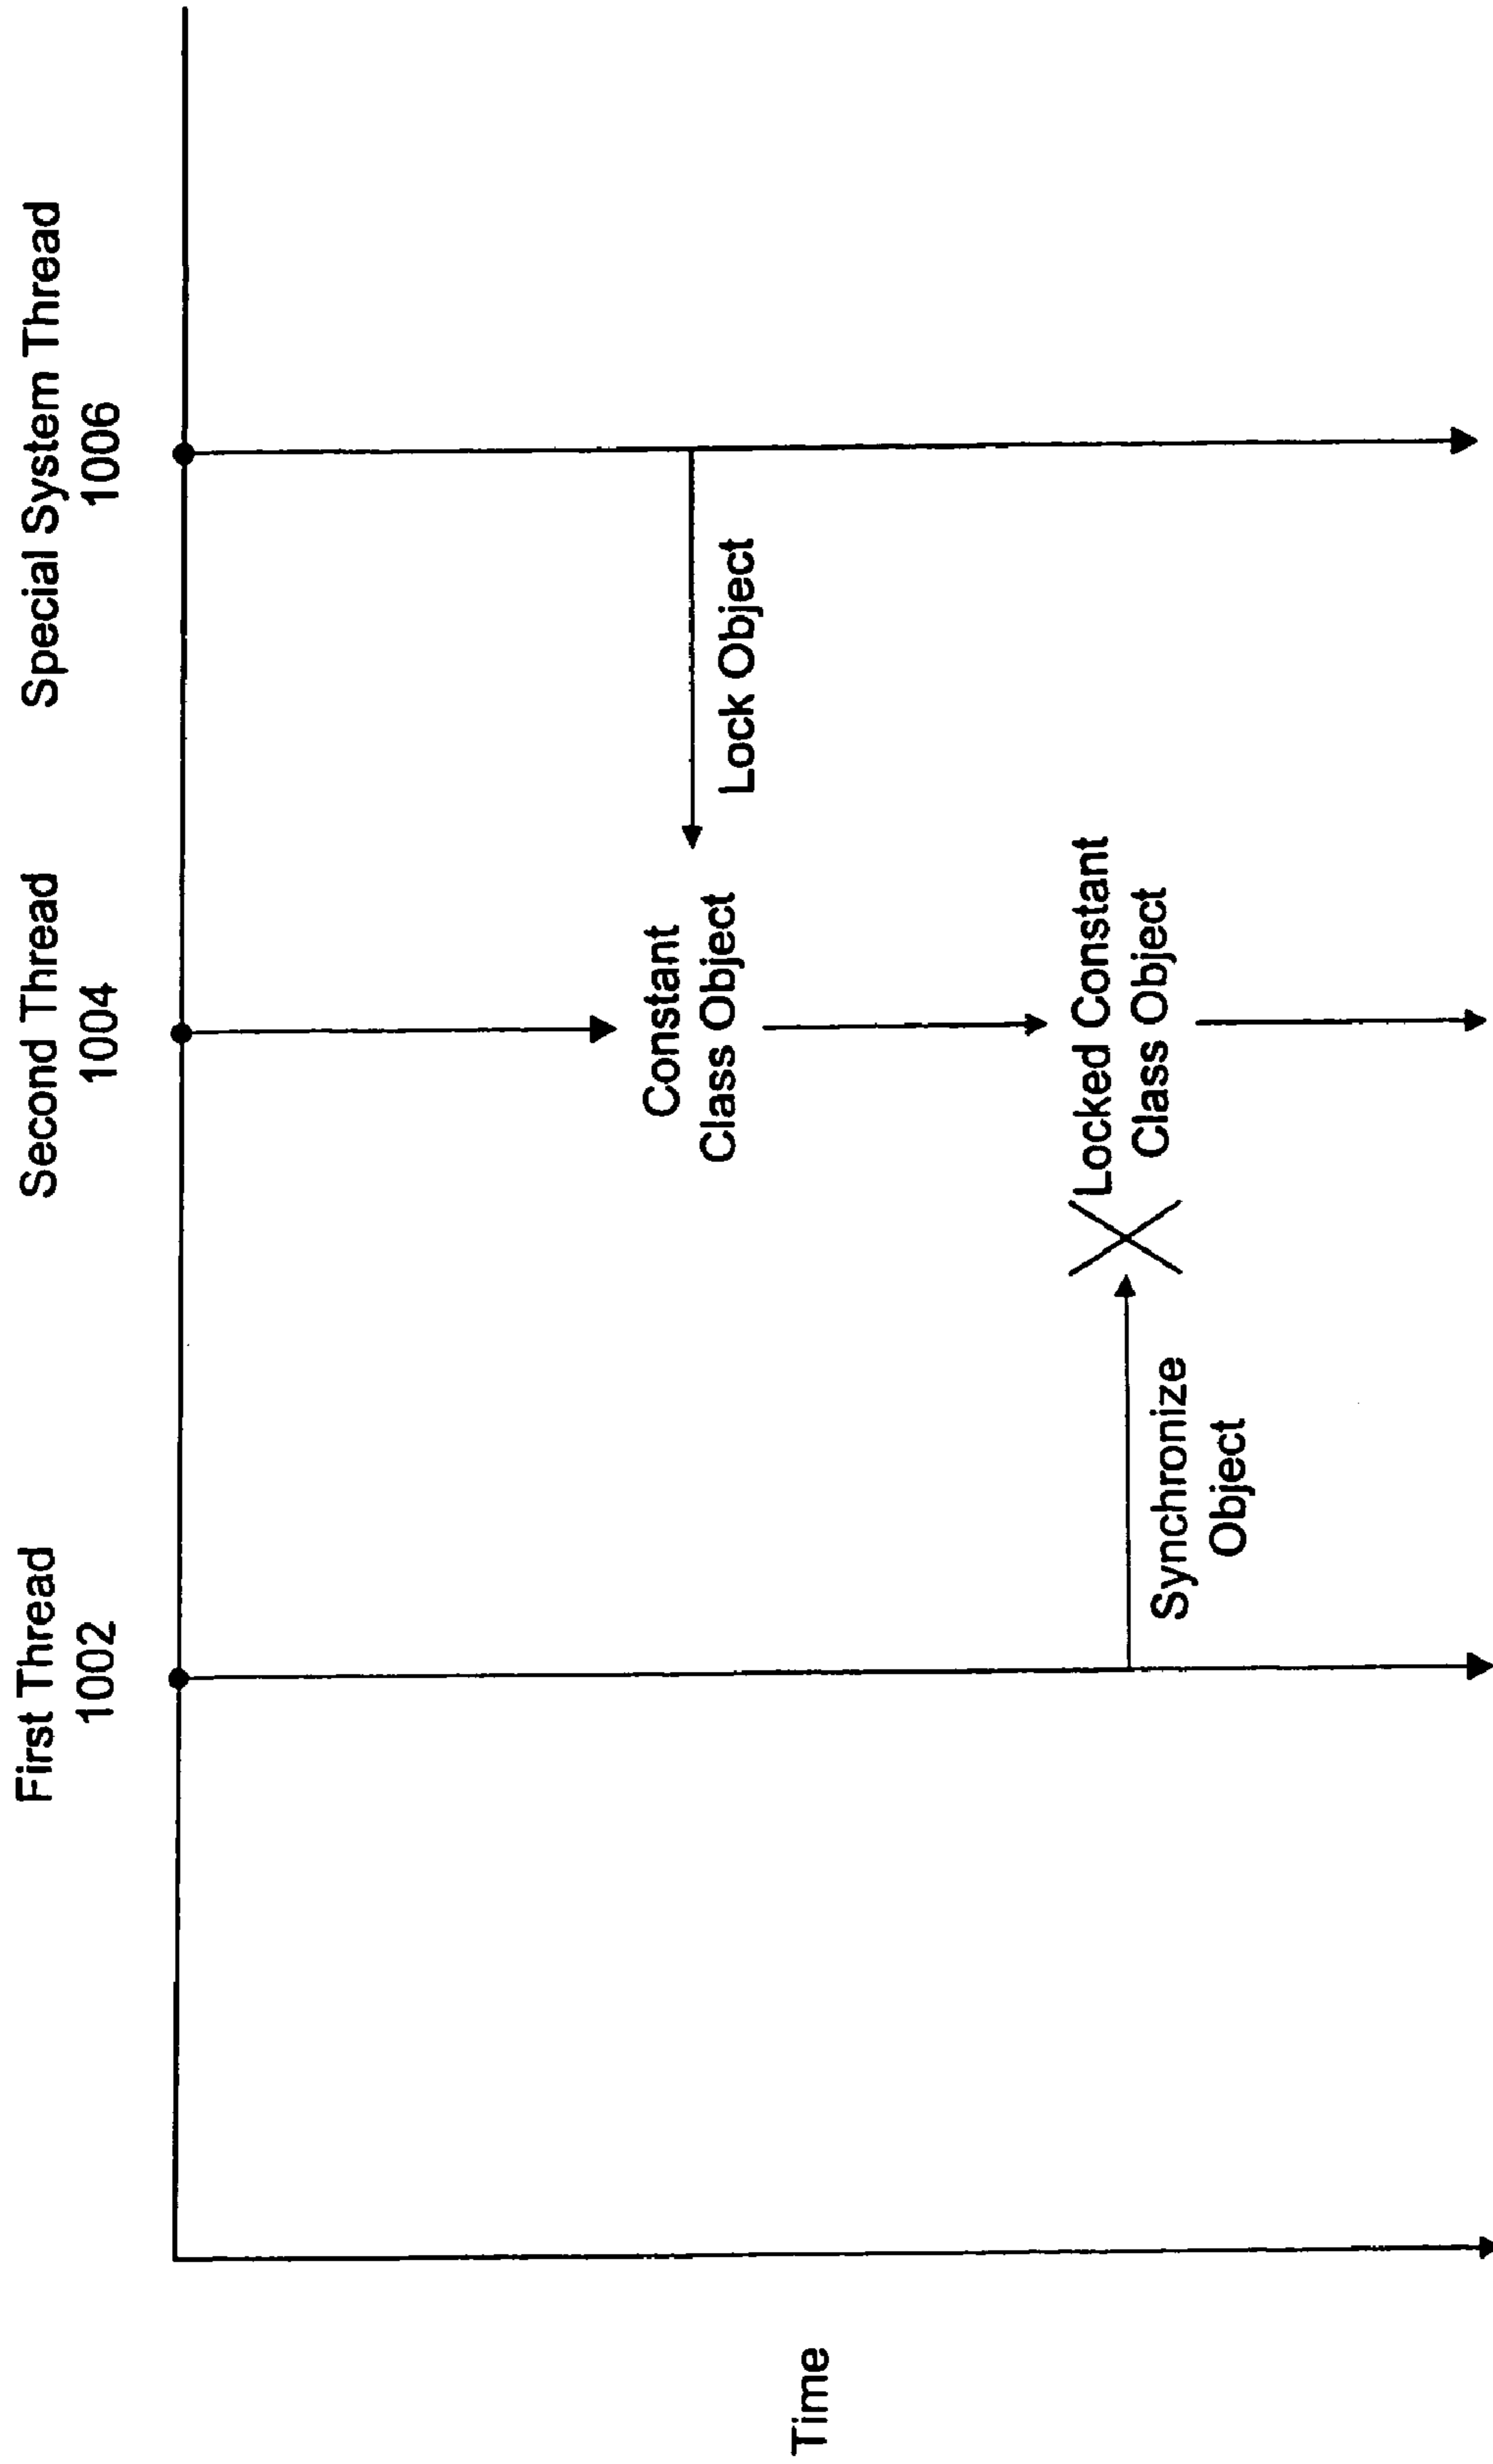 First Thread
1002
Second Thread
1004
Special System Thread
1006
Time
Constant
Class Object
Lock Object
Locked Constant
Class Object
Synchronize
Object